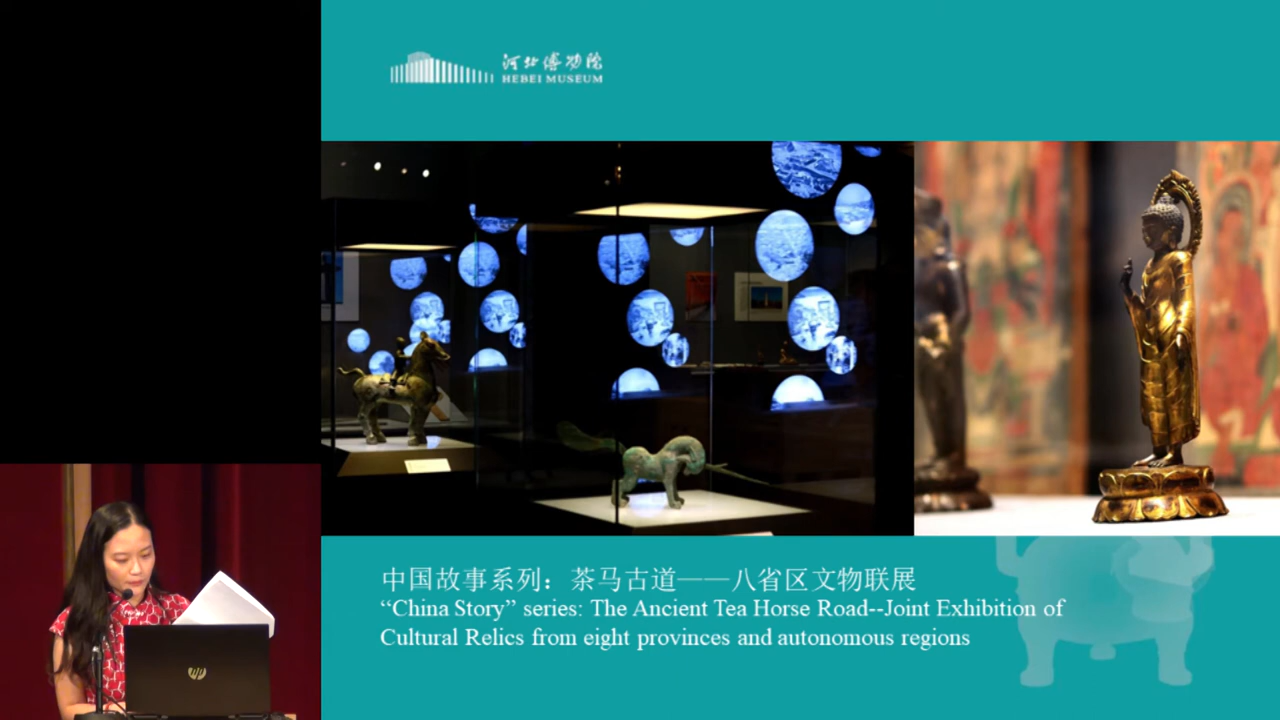 河北博物院
HEBEI MUSEUM
中国故事系列：茶马古道——八省区文物联展
“China Story” series: The Ancient Tea Horse Road--Joint Exhibition of
Cultural Relics from eight provinces and autonomous regions
hp